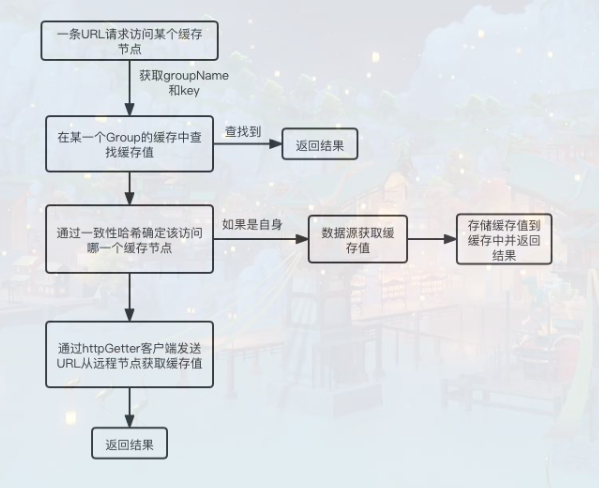 一条URL请求访问某个缓存
节点
获取groupName
和key
在某一个Group的缓存中查
找缓存值
查找到
返回结果
通过一致性哈希确定该访问
哪一个缓存节点
如果是自身
数据源获取缓
存值
存储缓存值到
缓存中并返回
结果
通过httpGetter客户端发送
URL从远程节点获取缓存值
返回结果